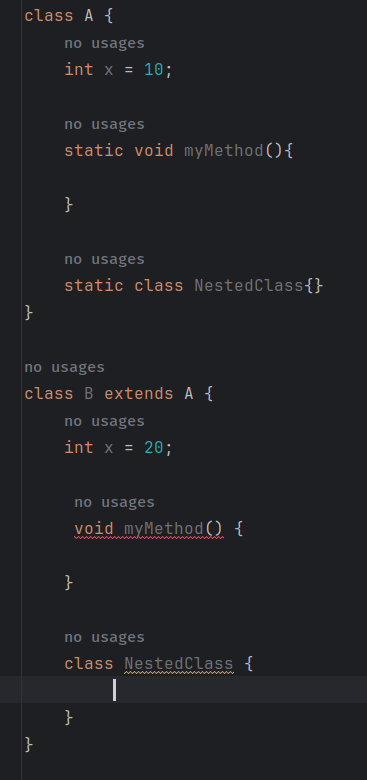 class A {
no usages
int x = 10;
no usages
static void myMethod(){
}
no usages
static class NestedClass{}
}
no usages
class B extends A {
no usages
int x = 20;
no usages
void myMethod() {
}
no usages
class NestedClass {
}
}